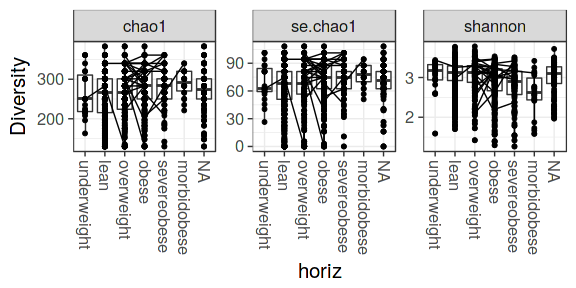 chao1
se.chao1
shannon
Diversity
300
200
90
60
30
0
3
2
underweight
lean
overweight
obese
severeobese
morbidobese
NA
underweight
lean
overweight
obese
severeobese
morbidobese
NA
underweight
lean
overweight
obese
severeobese
morbidobese
NA
horiz